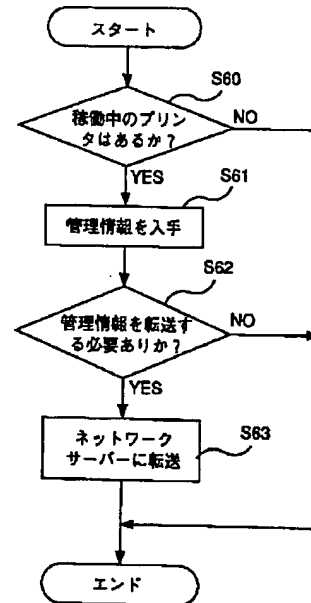 スタート
S60
稼働中のプリン
タはあるか?
NO
YES
S61
管理情報を入手
S62
管理情報を転送す
る必要ありか?
NO
YES
S63
ネットワーク
サーバーに転送
エンド